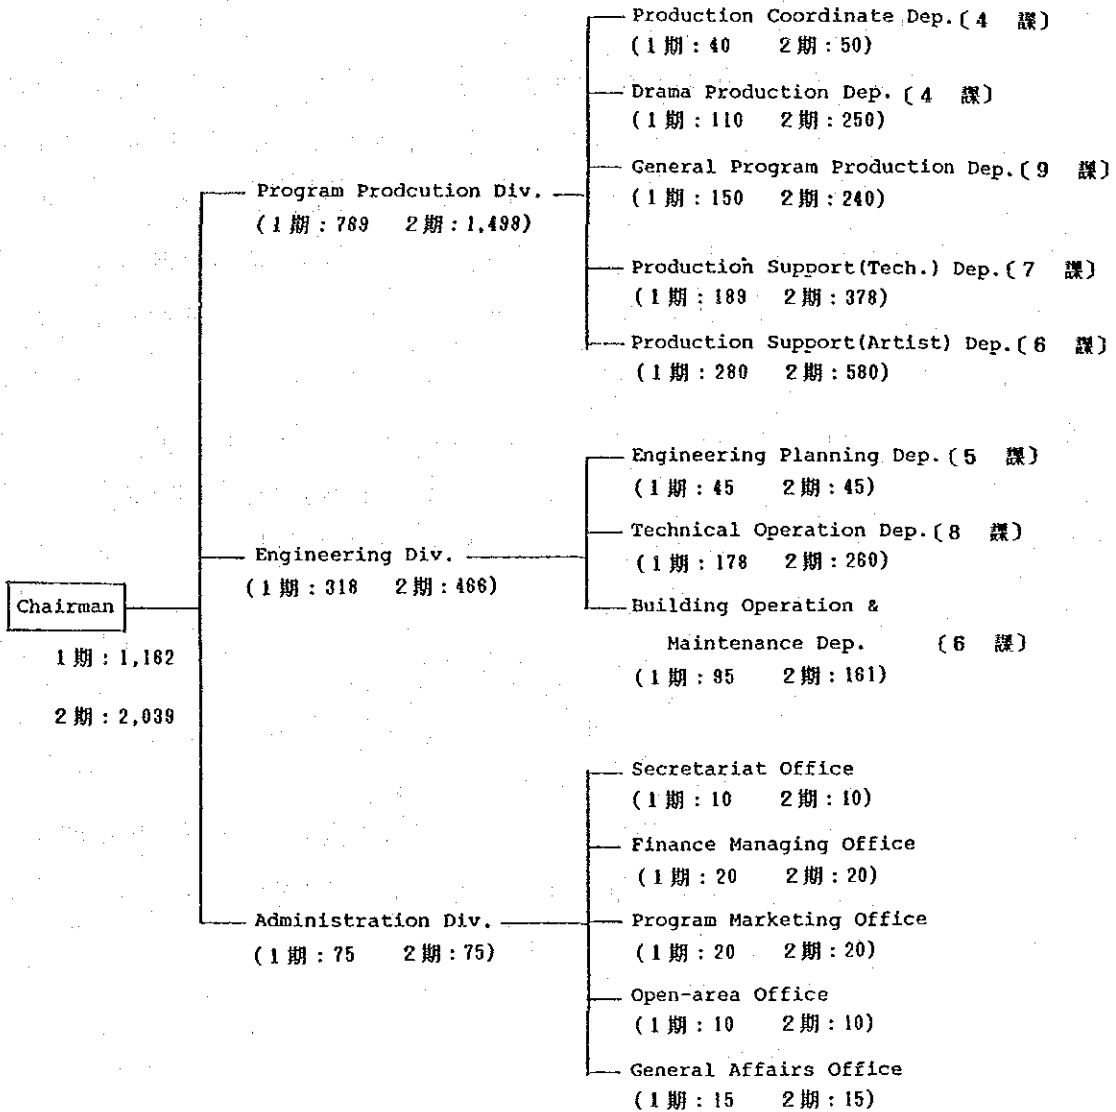 Chairman
1期:1,162
2期:2,039
Program Prodcution Div.
(1期:769 2期:1,498)
Production Coordinate Dep.〔4 課〕
(1期:40 2期:50)
Drama Production Dep.〔4 課〕
(1期:110 2期:250)
General Program Production Dep.〔9 課〕
(1期:150 2期:240)
Production Support(Tech.) Dep.〔7 課〕
(1期:189 2期:378)
Production Support(Artist) Dep.〔6 課〕
(1期:280 2期:580)
Engineering Div.
(1期:318 2期:466)
Engineering Planning Dep.〔5 課〕
(1期:45 2期:45)
Technical Operation Dep.〔8 課〕
(1期:178 2期:260)
Building Operation &
Maintenance Dep. 〔6 課〕
(1期:95 2期:161)
Administration Div.
(1期:75 2期:75)
Secretariat Office
(1期:10 2期:10)
Finance Managing Office
(1期:20 2期:20)
Program Marketing Office
(1期:20 2期:20)
Open-area Office
(1期:10 2期:10)
General Affairs Office
(1期:15 2期:15)